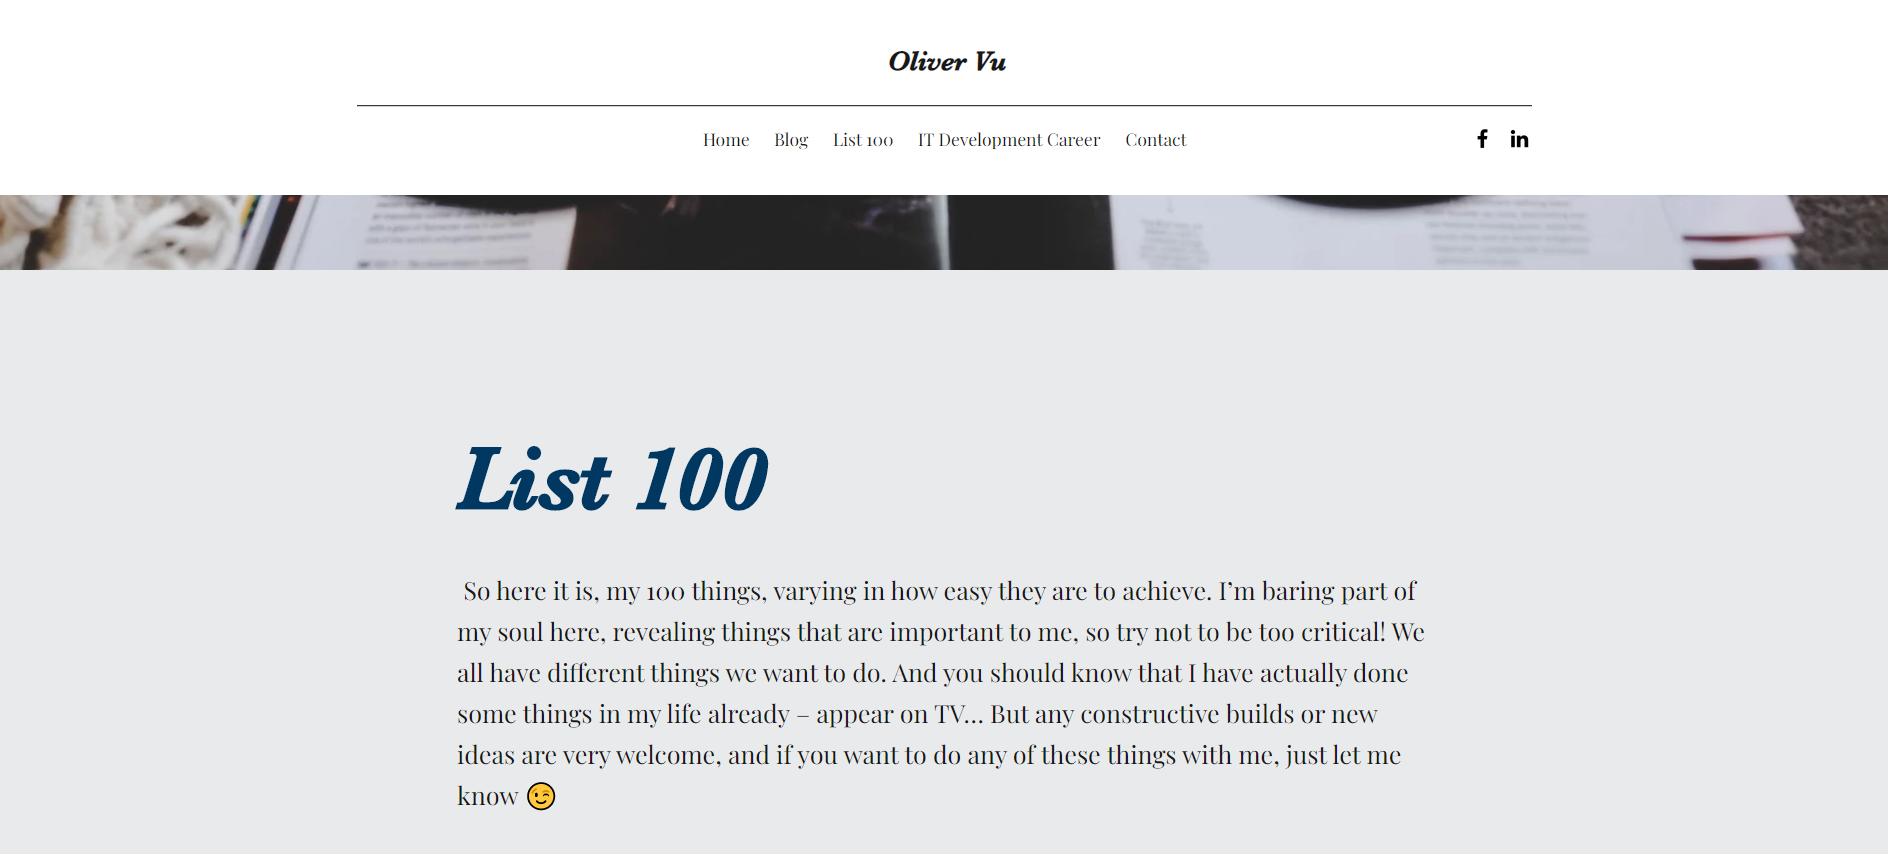 Oliver Vu
Home Blog List 100 IT Development Career Contact
List 100
So here it is, my 100 things, varying in how easy they are to achieve. I’m baring part of
my soul here, revealing things that are important to me, so try not to be too critical! We
all have different things we want to do. And you should know that I have actually done
some things in my life already – appear on TV… But any constructive builds or new
ideas are very welcome, and if you want to do any of these things with me, just let me
know 😉